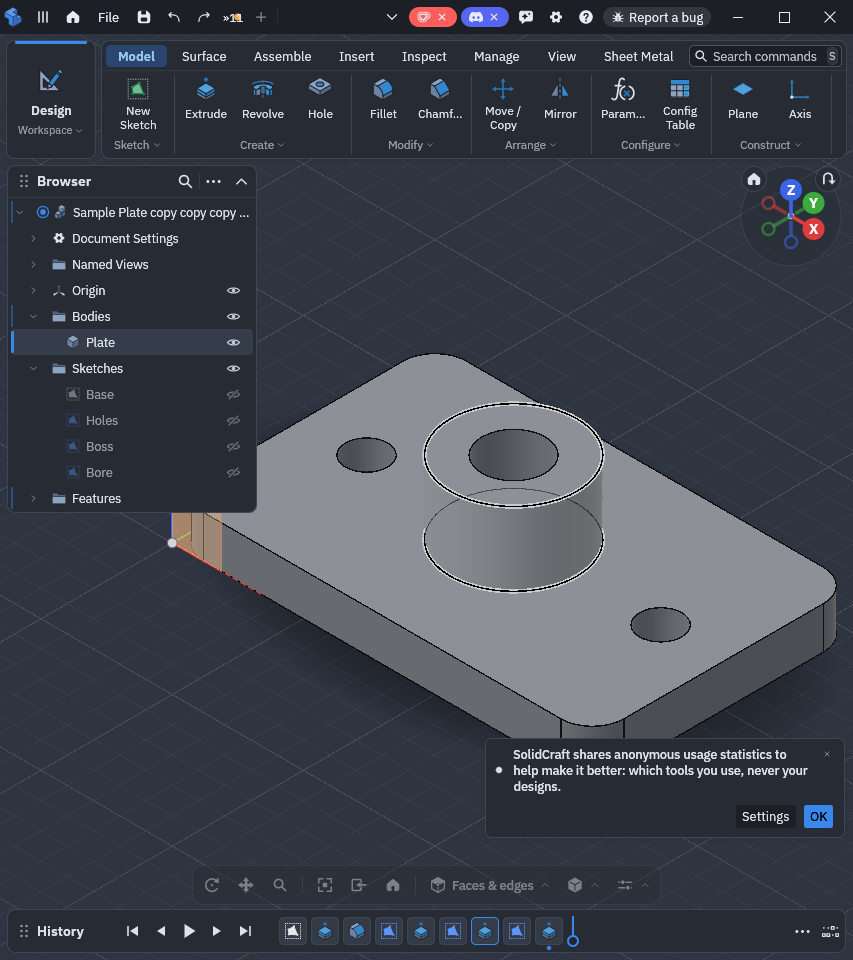 File
»11
Report a bug
Design
Workspace
Model
Surface
Assemble
Insert
Inspect
Manage
View
Sheet Metal
Search commands
S
New Sketch
Extrude
Revolve
Hole
Fillet
Chamf...
Move / Copy
Mirror
Param...
Config Table
Plane
Axis
Sketch
Create
Modify
Arrange
Configure
Construct
Browser
Sample Plate copy copy copy ...
Document Settings
Named Views
Origin
Bodies
Plate
Sketches
Base
Holes
Boss
Bore
Features
Z
Y
X
SolidCraft shares anonymous usage statistics to
help make it better: which tools you use, never your
designs.
Settings
OK
Faces & edges
History